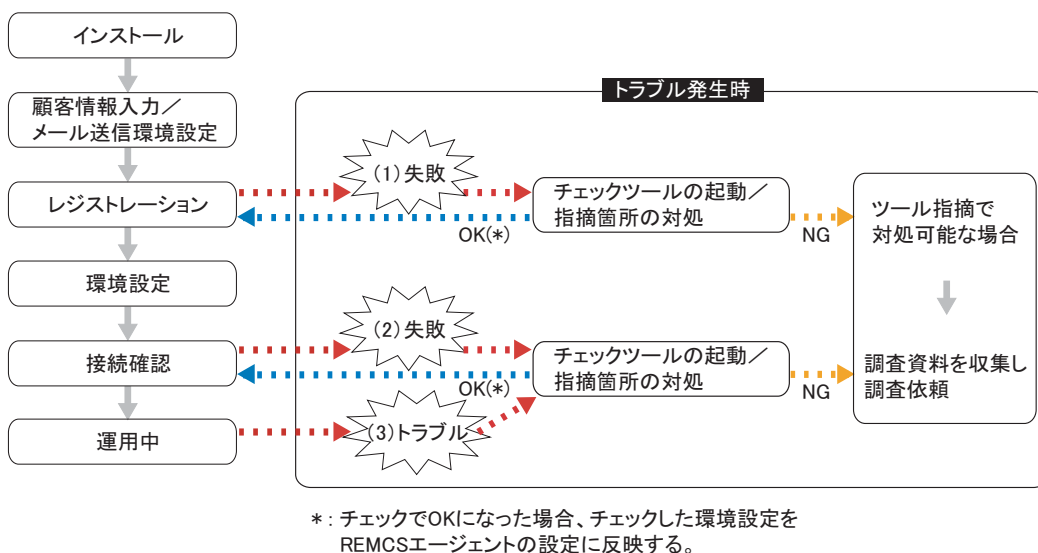 インストール
顧客情報入力／
メール送信環境設定
レジストレーション
環境設定
接続確認
運用中
トラブル発生時
(1)失敗
チェックツールの起動／
指摘箇所の対処
OK(*)
NG
(2)失敗
チェックツールの起動／
指摘箇所の対処
OK(*)
NG
(3)トラブル
ツール指摘で
対処可能な場合
調査資料を収集し
調査依頼
*：チェックでOKになった場合、チェックした環境設定を
REMCSエージェントの設定に反映する。